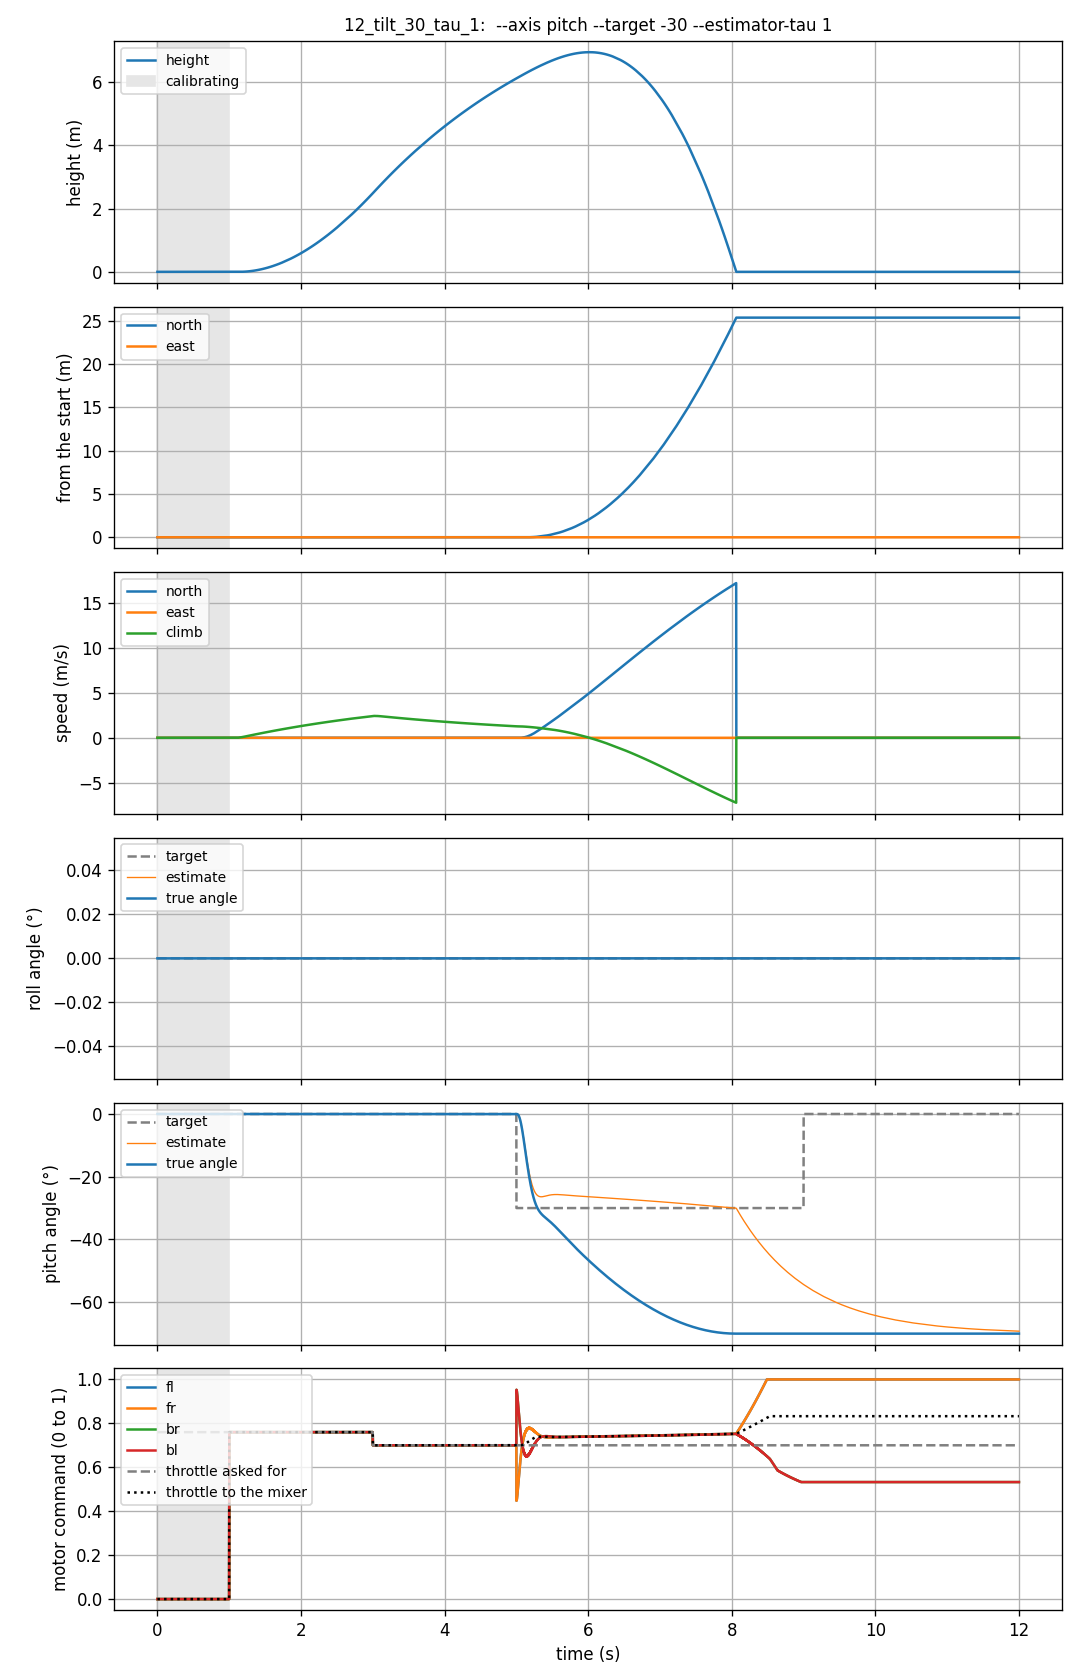 12_tilt_30_tau_1:  --axis pitch --target -30 --estimator-tau 1
height
calibrating
height (m)
6
4
2
0
north
east
from the start (m)
25
20
15
10
5
0
north
east
climb
speed (m/s)
15
10
5
0
−5
target
estimate
true angle
roll angle (°)
0.04
0.02
0.00
−0.02
−0.04
target
estimate
true angle
pitch angle (°)
0
−20
−40
−60
fl
fr
br
bl
throttle asked for
throttle to the mixer
motor command (0 to 1)
1.0
0.8
0.6
0.4
0.2
0.0
0 2 4 6 8 10 12
time (s)